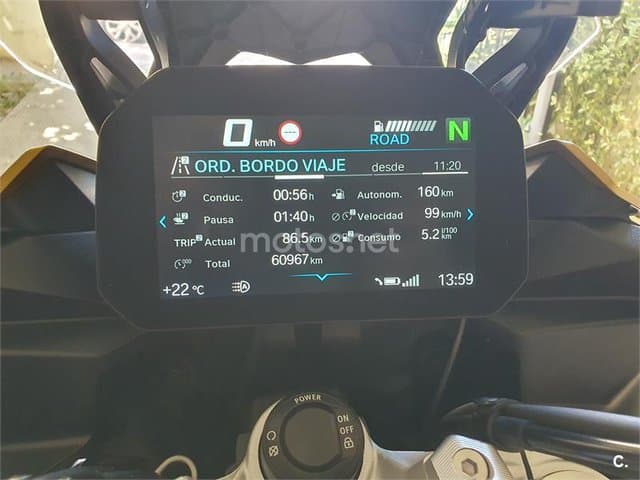 0 km/h
ROAD
N
ORD. BORDO VIAJE desde 11:20
Conduc. 00:56 h Autonom. 160 km
Pausa 01:40 h Velocidad 99 km/h
TRIP 2 Actual 86.5 km Consumo 5.2 l/100 km
Total 60967 km
motos.net
+22 °C 13:59
POWER
ON
OFF
C.